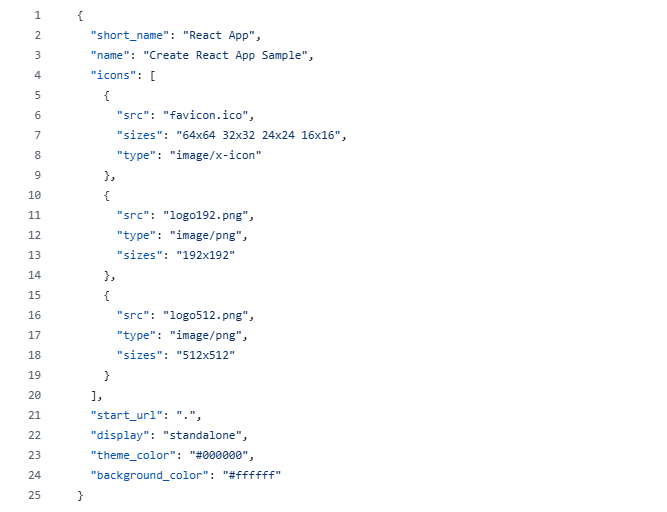 1 {
2 "short_name": "React App",
3 "name": "Create React App Sample",
4 "icons": [
5 {
6 "src": "favicon.ico",
7 "sizes": "64x64 32x32 24x24 16x16",
8 "type": "image/x-icon"
9 },
10 {
11 "src": "logo192.png",
12 "type": "image/png",
13 "sizes": "192x192"
14 },
15 {
16 "src": "logo512.png",
17 "type": "image/png",
18 "sizes": "512x512"
19 }
20 ],
21 "start_url": ".",
22 "display": "standalone",
23 "theme_color": "#000000",
24 "background_color": "#ffffff"
25 }